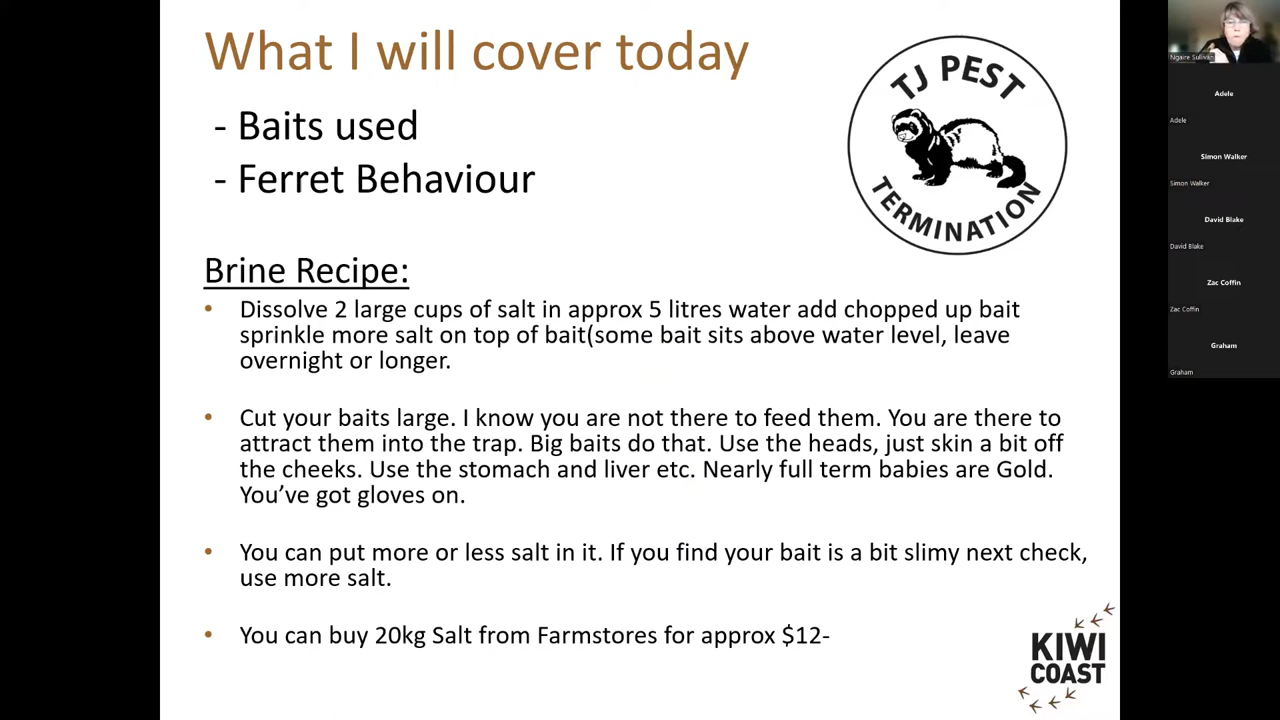 What I will cover today
- Baits used
- Ferret Behaviour
TJ PEST
TERMINATION
Brine Recipe:
• Dissolve 2 large cups of salt in approx 5 litres water add chopped up bait
sprinkle more salt on top of bait(some bait sits above water level, leave
overnight or longer.
• Cut your baits large. I know you are not there to feed them. You are there to
attract them into the trap. Big baits do that. Use the heads, just skin a bit off
the cheeks. Use the stomach and liver etc. Nearly full term babies are Gold.
You’ve got gloves on.
• You can put more or less salt in it. If you find your bait is a bit slimy next check,
use more salt.
• You can buy 20kg Salt from Farmstores for approx $12-
KIWI
COAST
Ngaire Sullivan
Adele
Adele
Simon Walker
Simon Walker
David Blake
David Blake
Zac Coffin
Zac Coffin
Graham
Graham